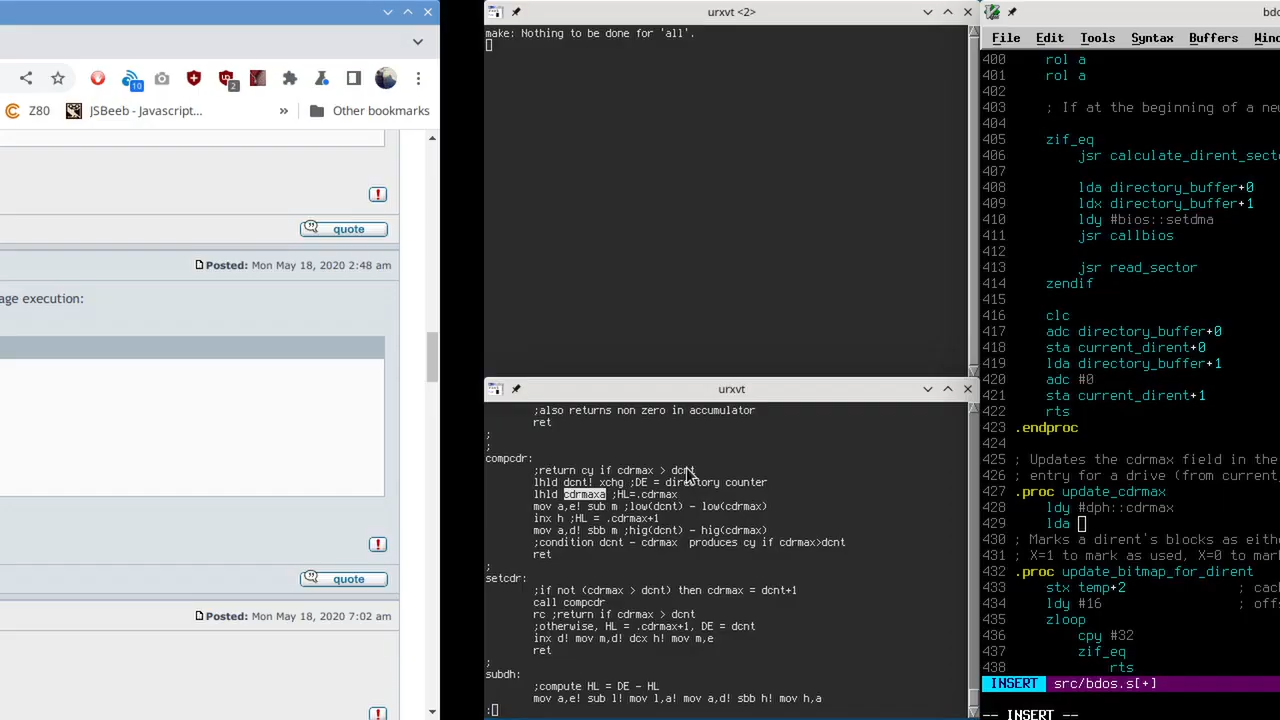 Z80
JSBeeb - Javascript...
»
Other bookmarks
10
2
quote
Posted: Mon May 18, 2020 2:48 am
age execution:
quote
Posted: Mon May 18, 2020 7:02 am
urxvt <2>
make: Nothing to be done for 'all'.
urxvt
;also returns non zero in accumulator
ret
;
;
compcdr:
;return cy if cdrmax > dcnt
lhld dcnt! xchg ;DE = directory counter
lhld cdrmaxa ;HL=.cdrmax
mov a,e! sub m ;low(dcnt) - low(cdrmax)
inx h ;HL = .cdrmax+1
mov a,d! sbb m ;hig(dcnt) - hig(cdrmax)
;condition dcnt - cdrmax  produces cy if cdrmax>dcnt
ret
;
setcdr:
;if not (cdrmax > dcnt) then cdrmax = dcnt+1
call compcdr
rc ;return if cdrmax > dcnt
;otherwise, HL = .cdrmax+1, DE = dcnt
inx d! mov m,d! dcx h! mov m,e
ret
;
subdh:
;compute HL = DE - HL
mov a,e! sub l! mov l,a! mov a,d! sbb h! mov h,a
:
bdo
File Edit Tools Syntax Buffers Wind
400 rol a
401 rol a
402
403 ; If at the beginning of a ne
404
405 zif_eq
406 jsr calculate_dirent_sect
407
408 lda directory_buffer+0
409 ldx directory_buffer+1
410 ldy #bios::setdma
411 jsr callbios
412
413 jsr read_sector
414 zendif
415
416 clc
417 adc directory_buffer+0
418 sta current_dirent+0
419 lda directory_buffer+1
420 adc #0
421 sta current_dirent+1
422 rts
423 .endproc
424
425 ; Updates the cdrmax field in the
426 ; entry for a drive (from current_
427 .proc update_cdrmax
428 ldy #dph::cdrmax
429 lda
430 ; Marks a dirent's blocks as eith
431 ; X=1 to mark as used, X=0 to mar
432 .proc update_bitmap_for_dirent
433 stx temp+2 ; cac
434 ldy #16 ; off
435 zloop
436 cpy #32
437 zif_eq
438 rts
INSERT src/bdos.s[+]
-- INSERT --